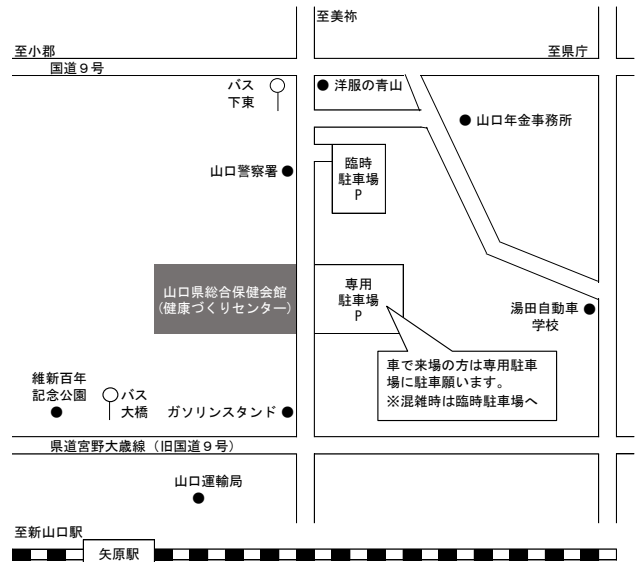 至美祢
至小郡
至県庁
国道９号
バス
下東
洋服の青山
山口年金事務所
山口警察署
臨時
駐車場
P
山口県総合保健会館
(健康づくりセンター)
専用
駐車場
P
湯田自動車
学校
車で来場の方は専用駐車
場に駐車願います。
※混雑時は臨時駐車場へ
維新百年
記念公園
バス
大橋
ガソリンスタンド
県道宮野大歳線（旧国道９号）
山口運輸局
至新山口駅
矢原駅